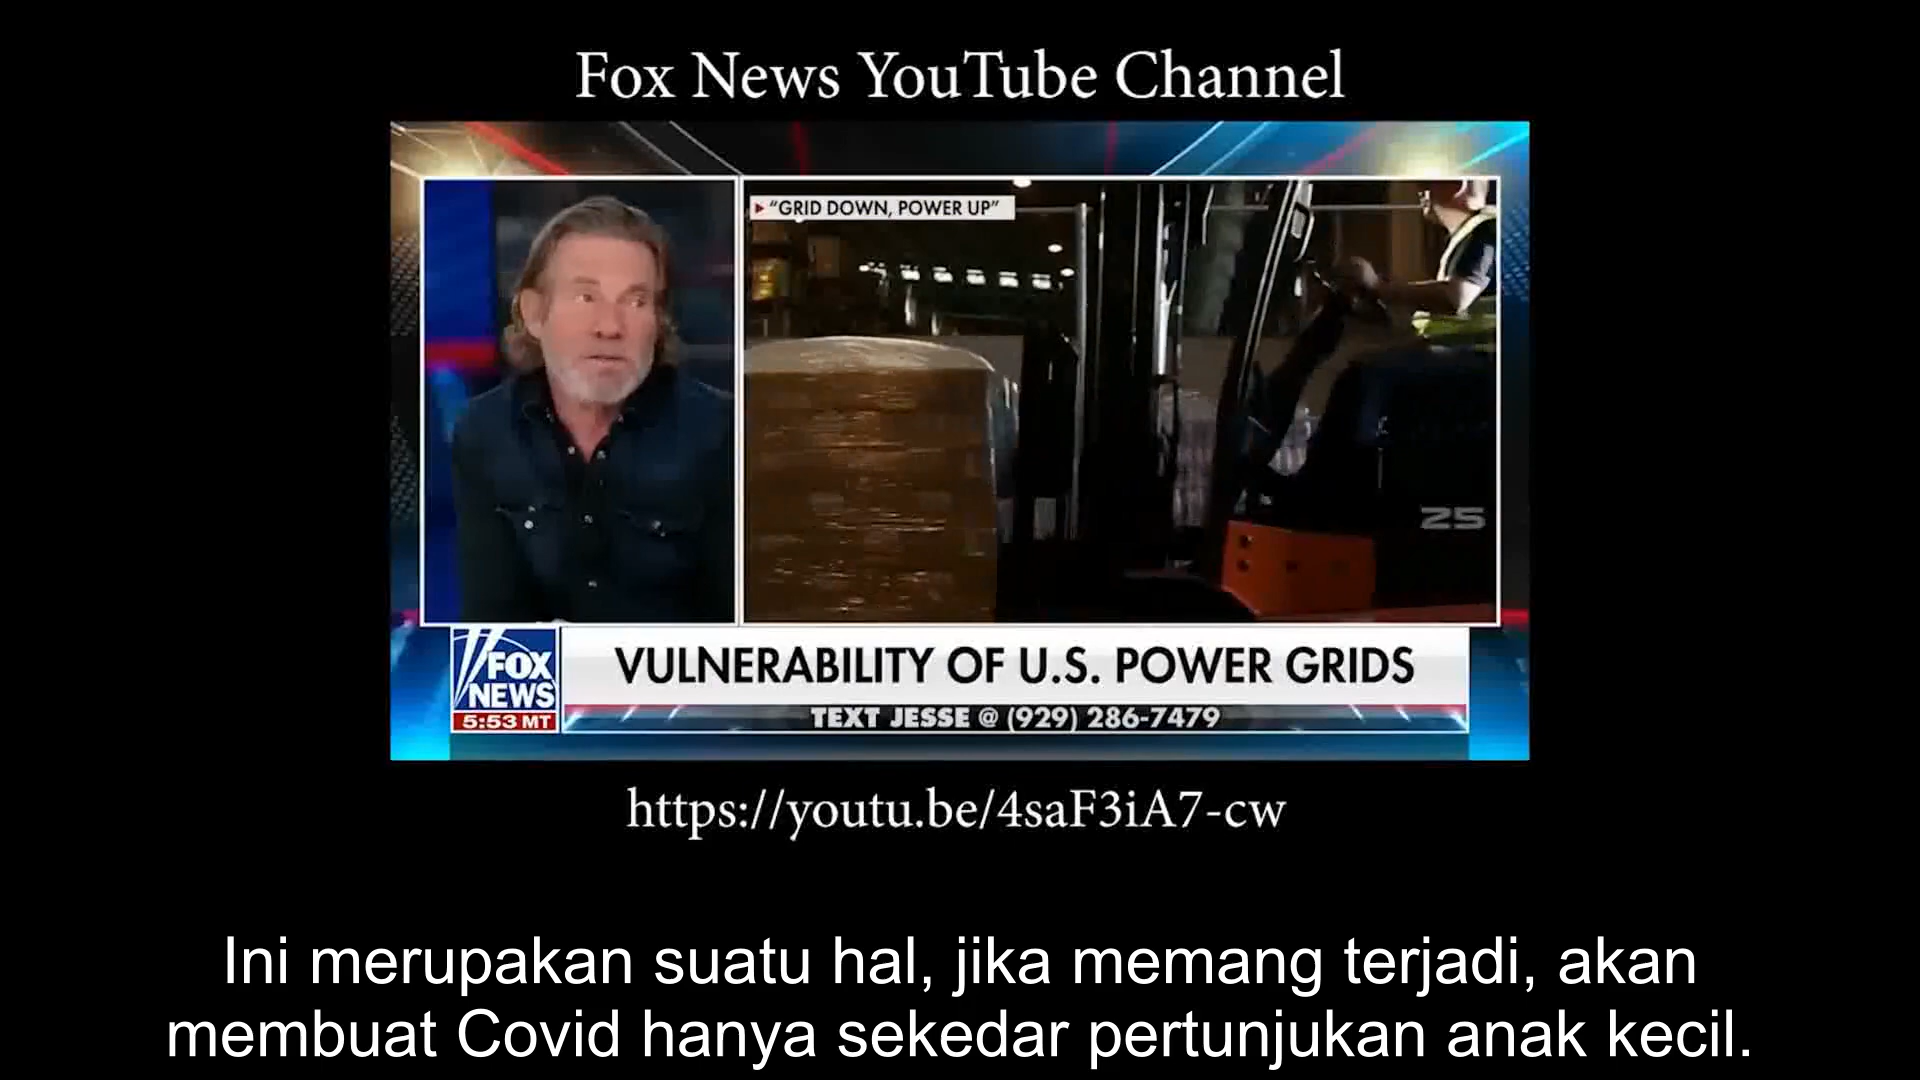 Fox News YouTube Channel
"GRID DOWN, POWER UP"
25
FOX
NEWS
5:53 MT
VULNERABILITY OF U.S. POWER GRIDS
TEXT JESSE @ (929) 286-7479
https://youtu.be/4saF3iA7-cw
Ini merupakan suatu hal, jika memang terjadi, akan
membuat Covid hanya sekedar pertunjukan anak kecil.